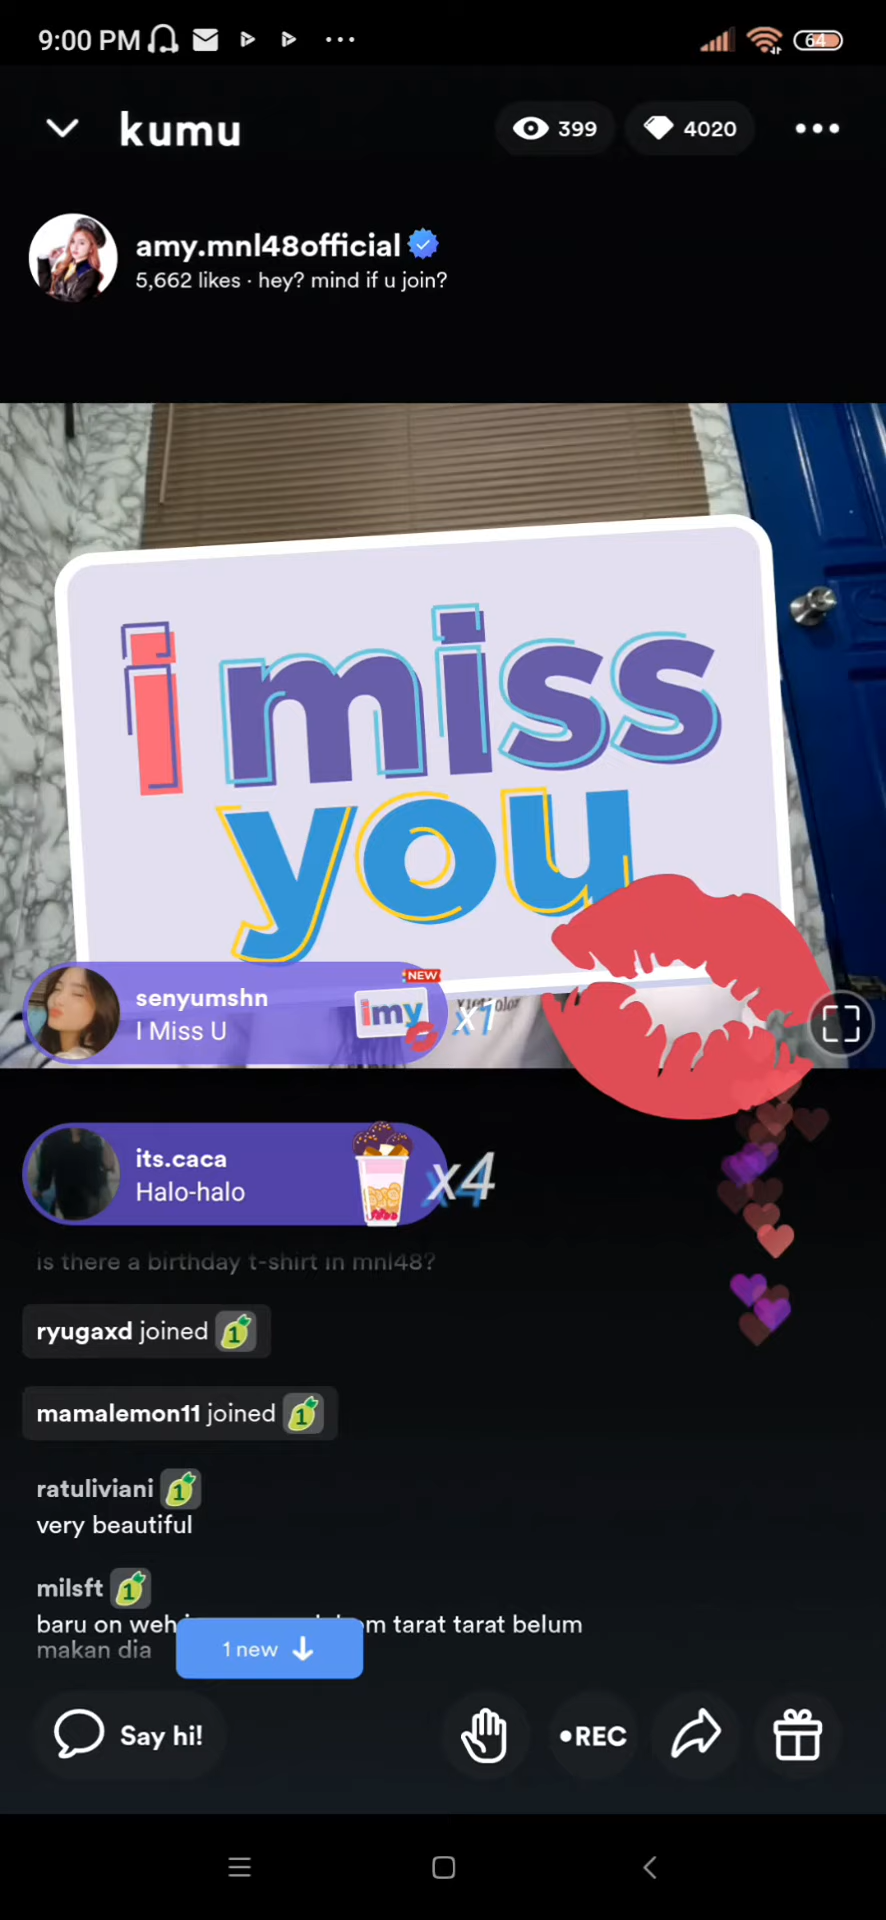 9:00 PM
64
kumu
399
4020
amy.mnl48official
5,662 likes · hey? mind if u join?
i miss
you
senyumshn
I Miss U
NEW
imy
x1
its.caca
Halo-halo
x4
is there a birthday t-shirt in mnl48?
ryugaxd joined 1
mamalemon11 joined 1
ratuliviani 1
very beautiful
milsft 1
baru on weh tarat tarat belum
makan dia
1 new
Say hi!
•REC